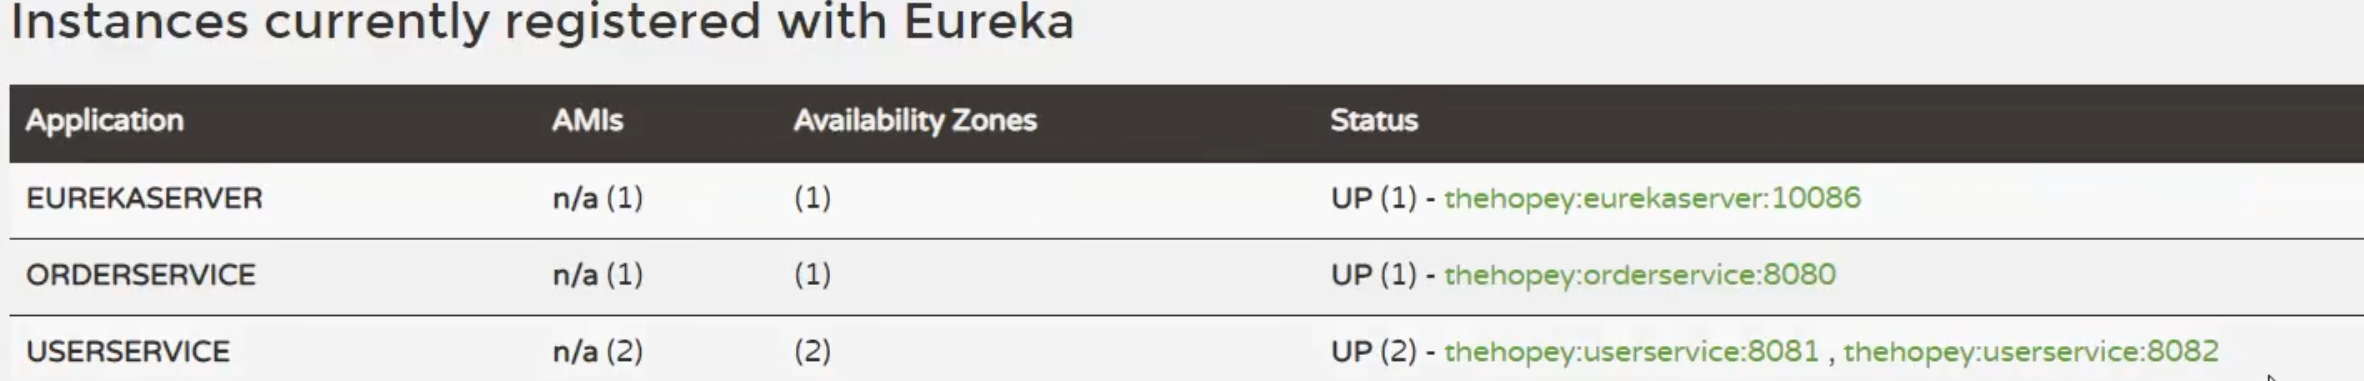 Instances currently registered with Eureka
Application AMIs Availability Zones Status
EUREKASERVER n/a (1) (1) UP (1) - thehopey:eurekaserver:10086
ORDERSERVICE n/a (1) (1) UP (1) - thehopey:orderservice:8080
USERSERVICE n/a (2) (2) UP (2) - thehopey:userservice:8081 , thehopey:userservice:8082